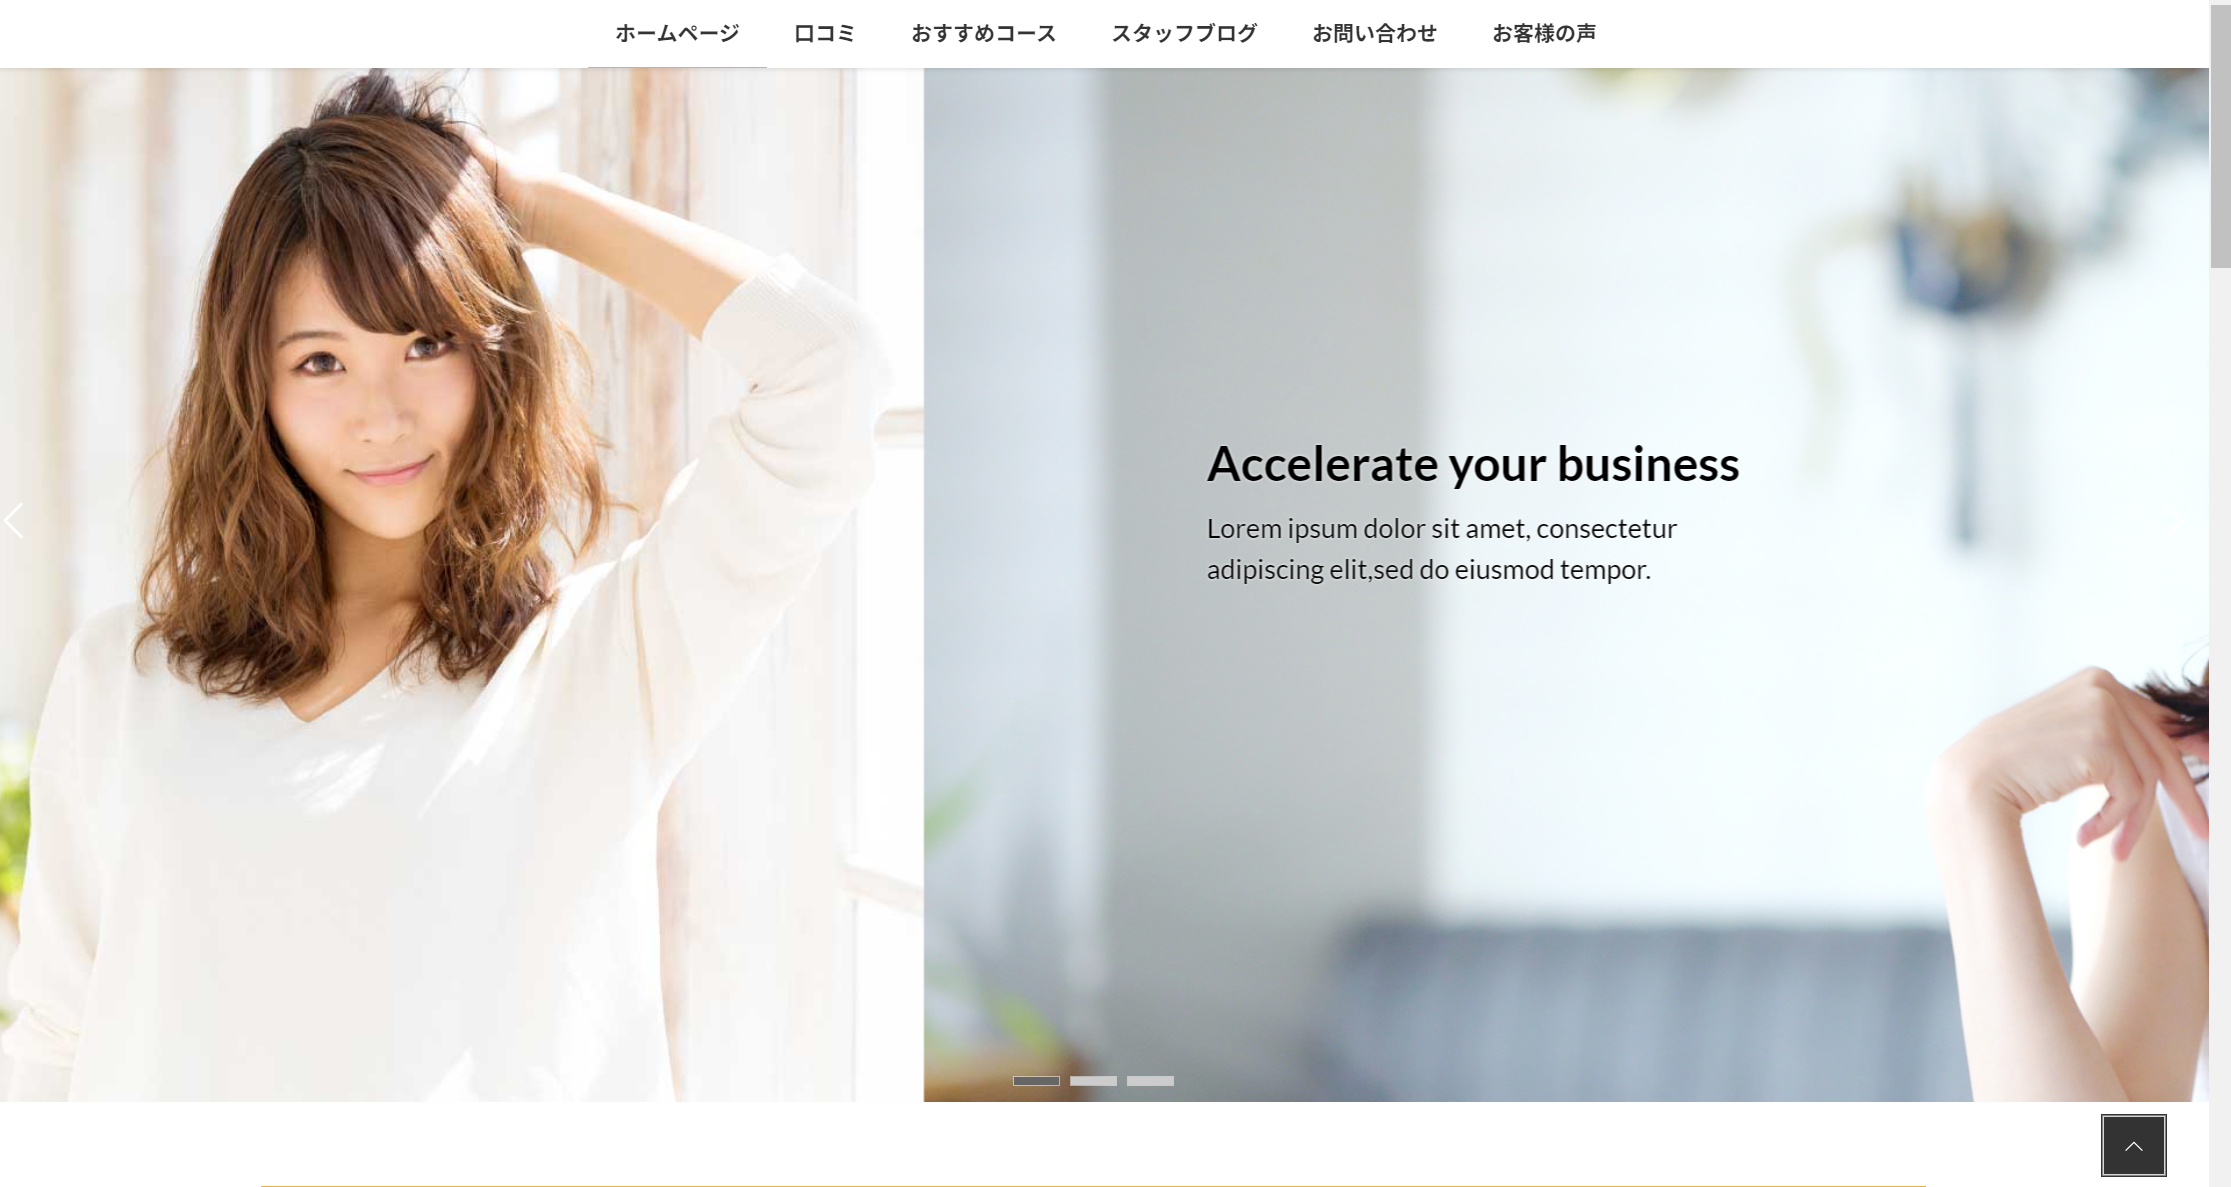 ホームページ 口コミ おすすめコース スタッフブログ お問い合わせ お客様の声
Accelerate your business
Lorem ipsum dolor sit amet, consectetur
adipiscing elit,sed do eiusmod tempor.